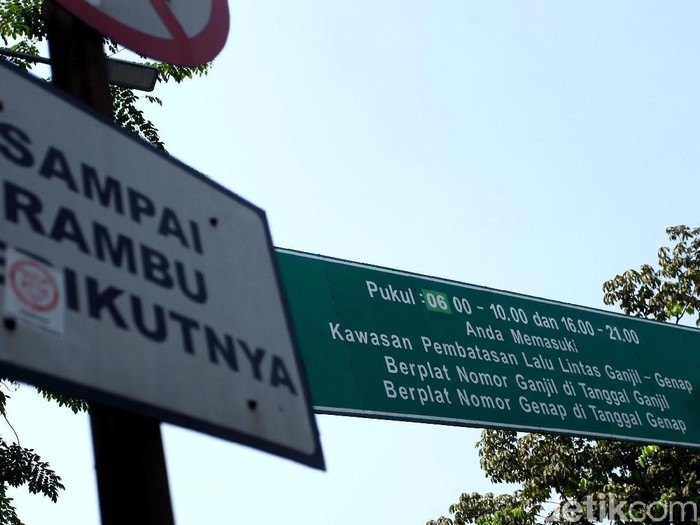 SAMPAI
RAMBU
BERIKUTNYA
Pukul : 06 00 - 10.00 dan 16.00 - 21.00
Anda Memasuki
Kawasan Pembatasan Lalu Lintas Ganjil - Genap
Berplat Nomor Ganjil di Tanggal Ganjil
Berplat Nomor Genap di Tanggal Genap
detikcom